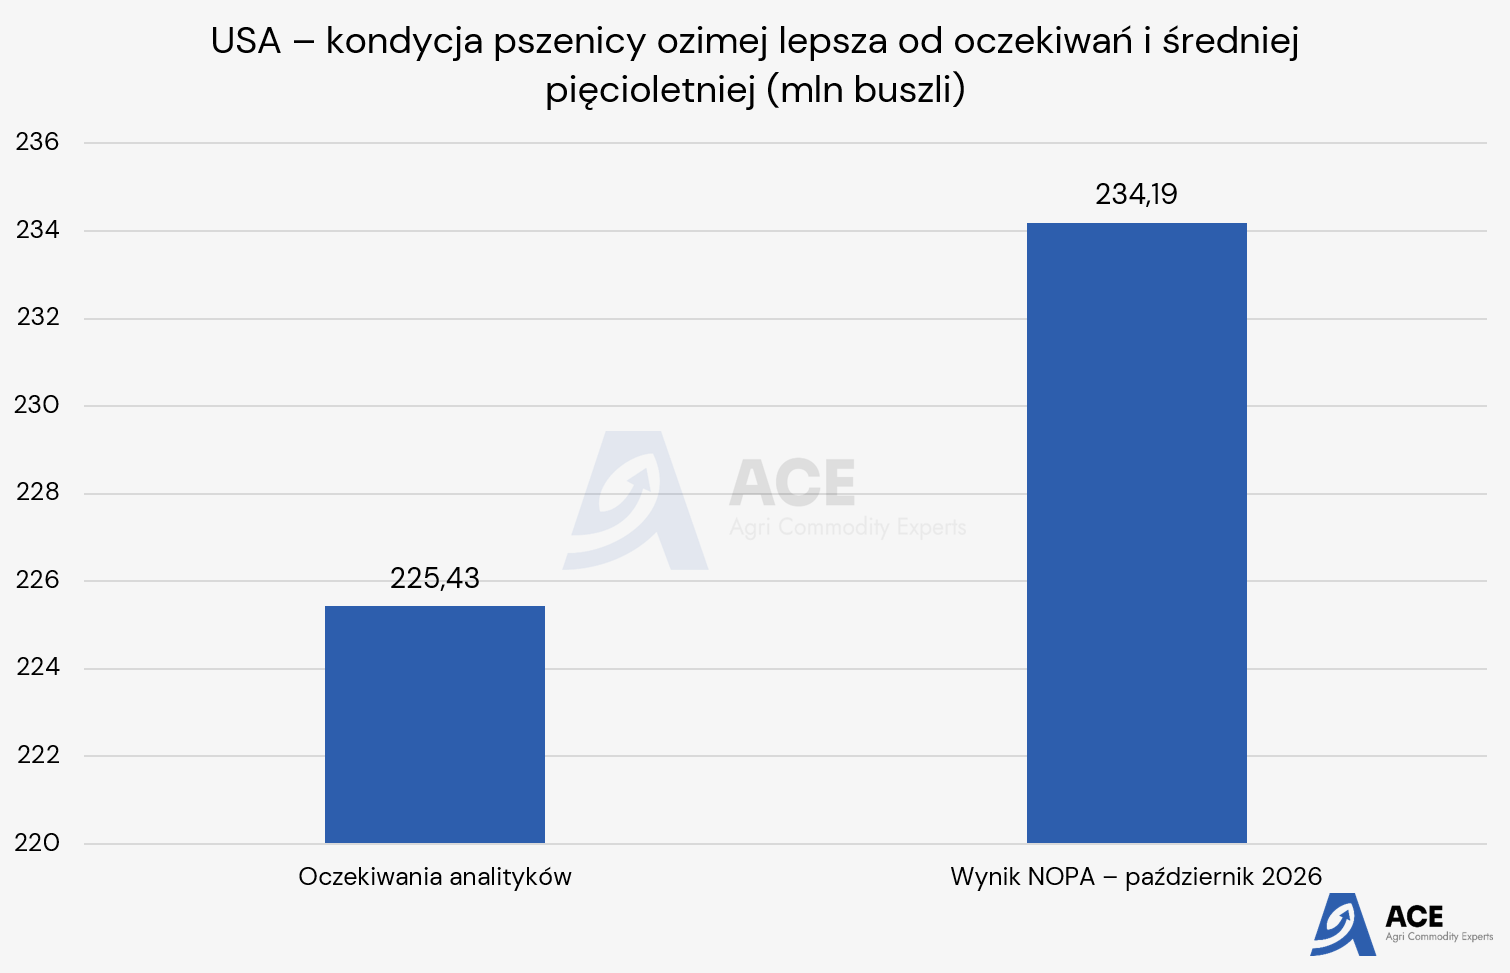 USA – kondycja pszenicy ozimej lepsza od oczekiwań i średniej
pięcioletniej (mln buszli)
236
234
232
230
228
226
224
222
220
234,19
225,43
ACE
Agri Commodity Experts
Oczekiwania analityków
Wynik NOPA – październik 2026
ACE
Agri Commodity Experts